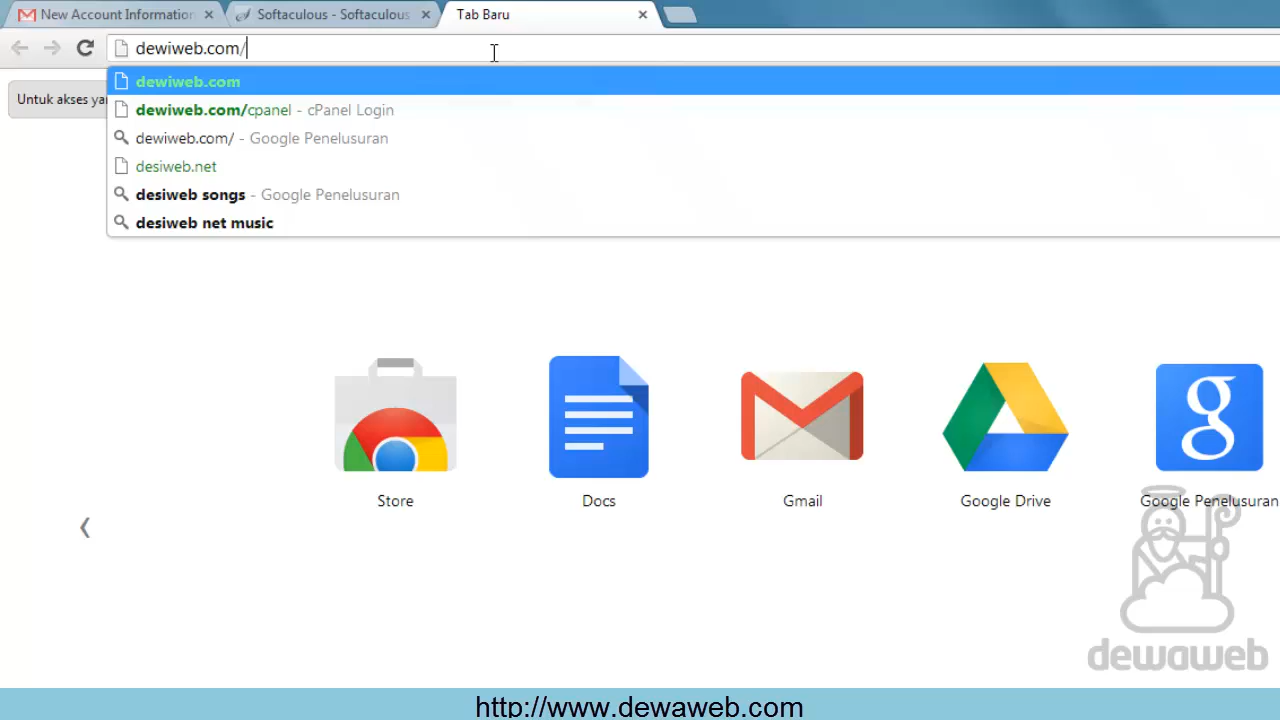 New Account Information
Softaculous - Softaculous
Tab Baru
dewiweb.com/
dewiweb.com
Untuk akses ya
dewiweb.com/cpanel - cPanel Login
dewiweb.com/ - Google Penelusuran
desiweb.net
desiweb songs - Google Penelusuran
desiweb net music
Store
Docs
Gmail
Google Drive
Google Penelusuran
dewaweb
http://www.dewaweb.com